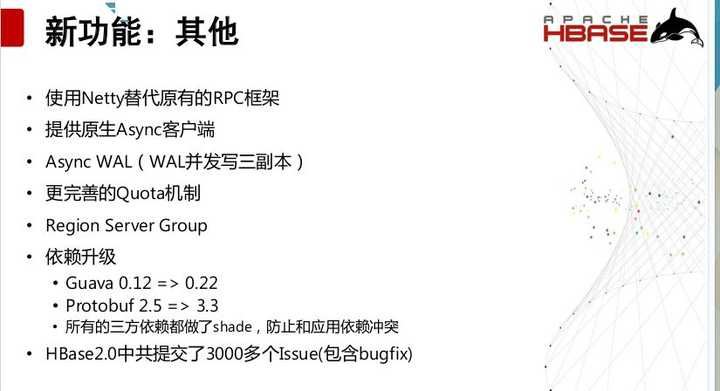 新功能：其他
APACHE
HBASE
• 使用Netty替代原有的RPC框架
• 提供原生Async客户端
• Async WAL（WAL并发写三副本）
• 更完善的Quota机制
• Region Server Group
• 依赖升级
• Guava 0.12 => 0.22
• Protobuf 2.5 => 3.3
• 所有的三方依赖都做了shade，防止和应用依赖冲突
• HBase2.0中共提交了3000多个Issue(包含bugfix)